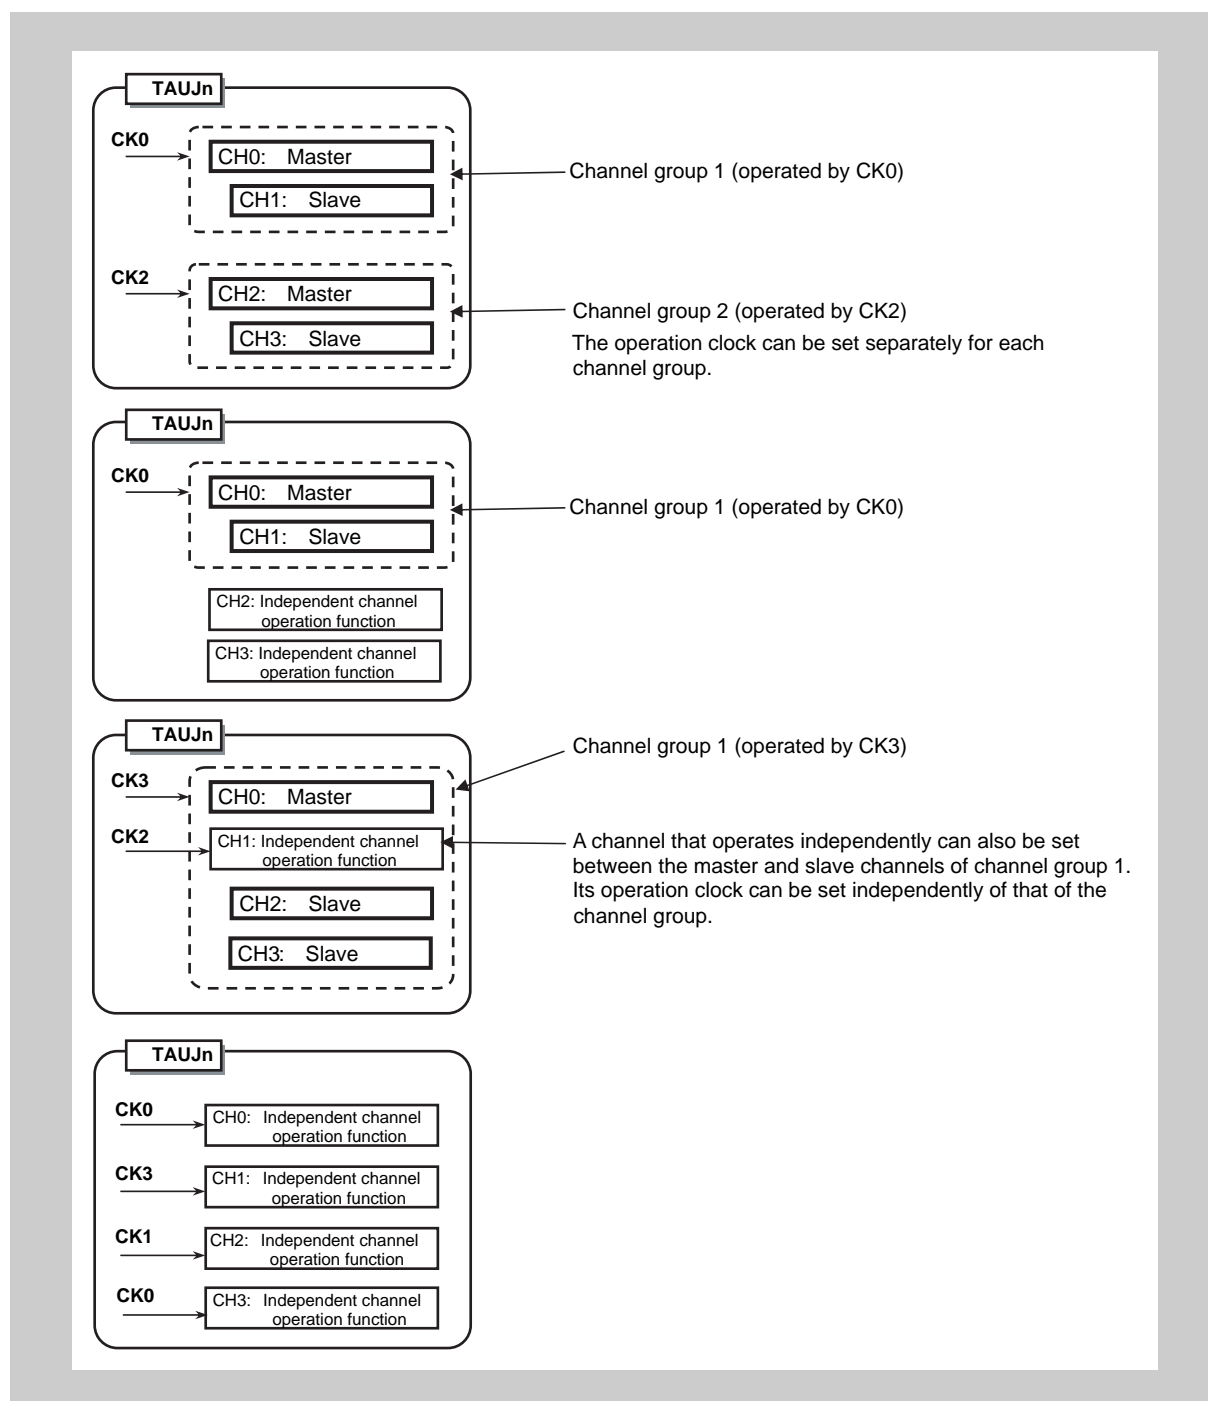 TAUJn
CK0
CH0: Master
CH1: Slave
Channel group 1 (operated by CK0)
CK2
CH2: Master
CH3: Slave
Channel group 2 (operated by CK2)
The operation clock can be set separately for each
channel group.
TAUJn
CK0
CH0: Master
CH1: Slave
Channel group 1 (operated by CK0)
CH2: Independent channel
operation function
CH3: Independent channel
operation function
TAUJn
Channel group 1 (operated by CK3)
CK3
CH0: Master
CK2
CH1: Independent channel
operation function
A channel that operates independently can also be set
between the master and slave channels of channel group 1.
Its operation clock can be set independently of that of the
channel group.
CH2: Slave
CH3: Slave
TAUJn
CK0
CH0: Independent channel
operation function
CK3
CH1: Independent channel
operation function
CK1
CH2: Independent channel
operation function
CK0
CH3: Independent channel
operation function